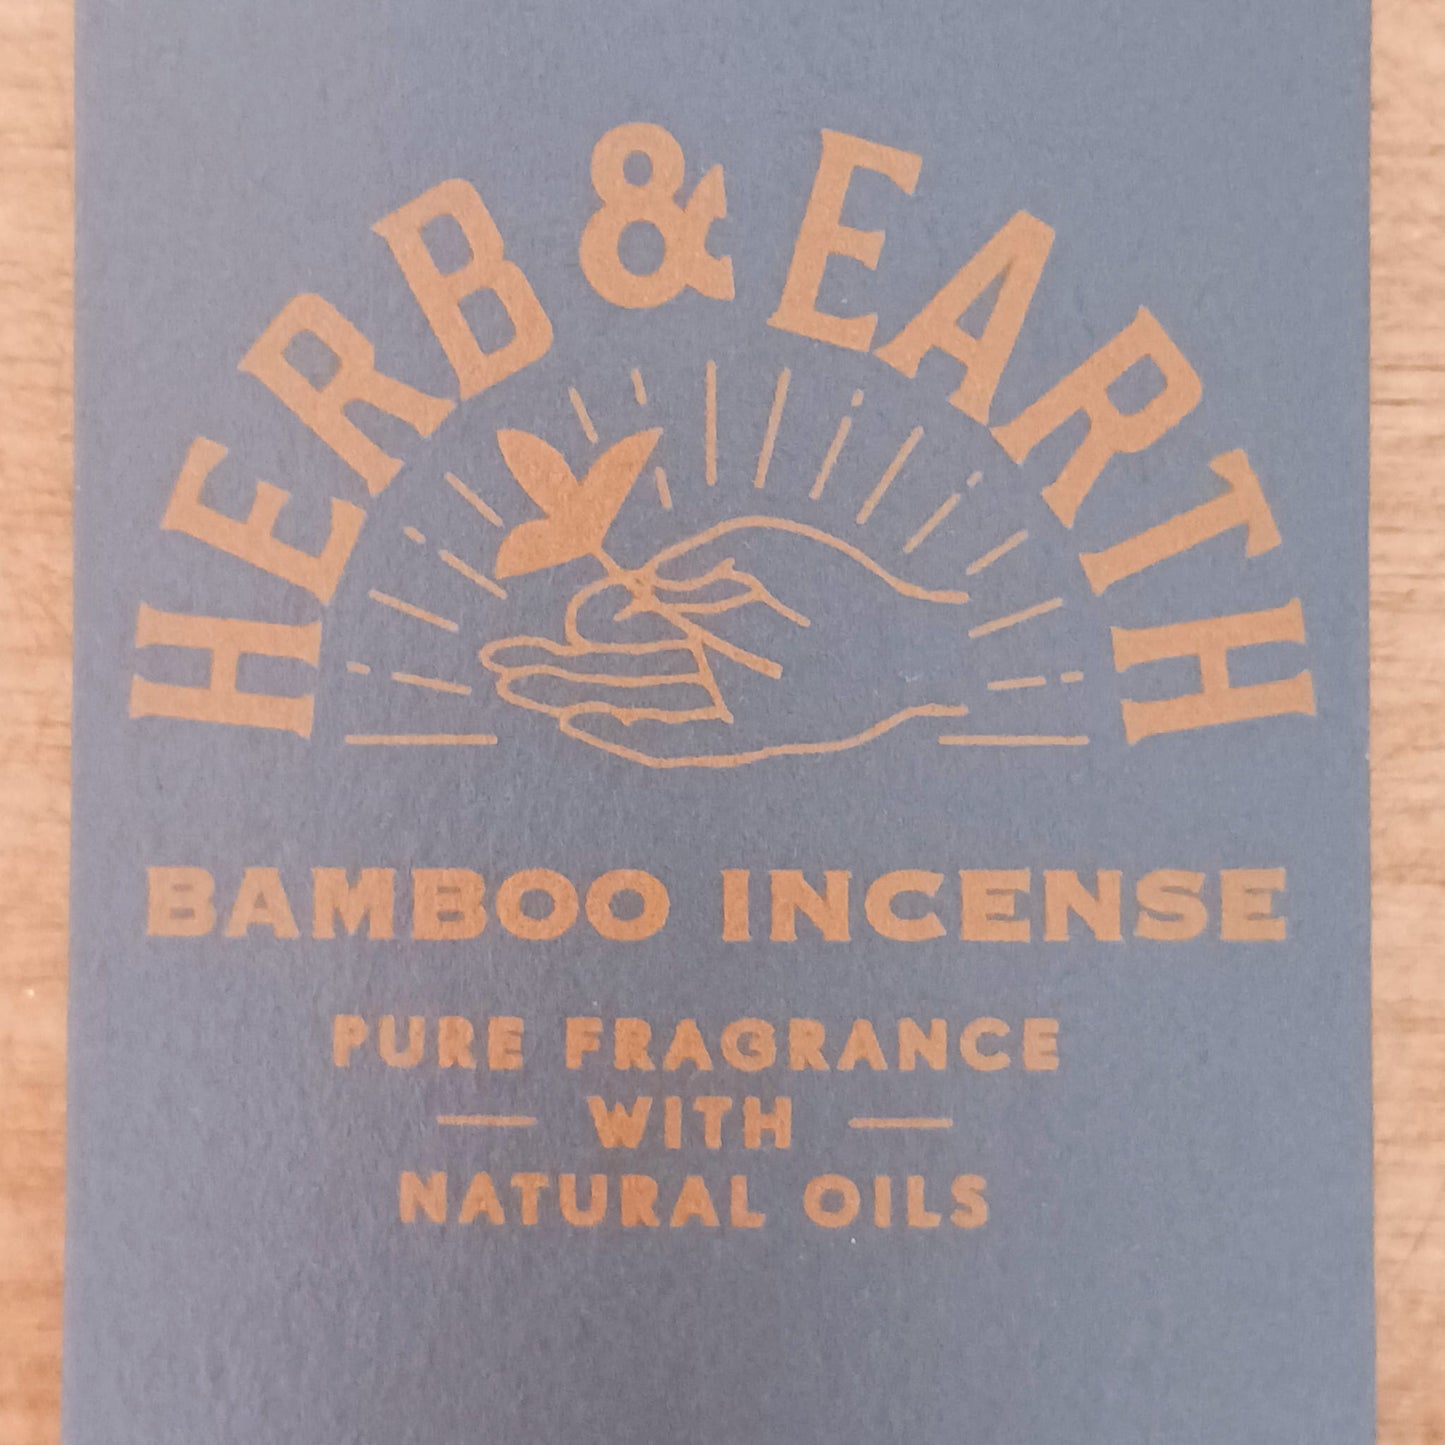 HERB & EARTH
BAMBOO INCENSE
PURE FRAGRANCE
WITH
NATURAL OILS